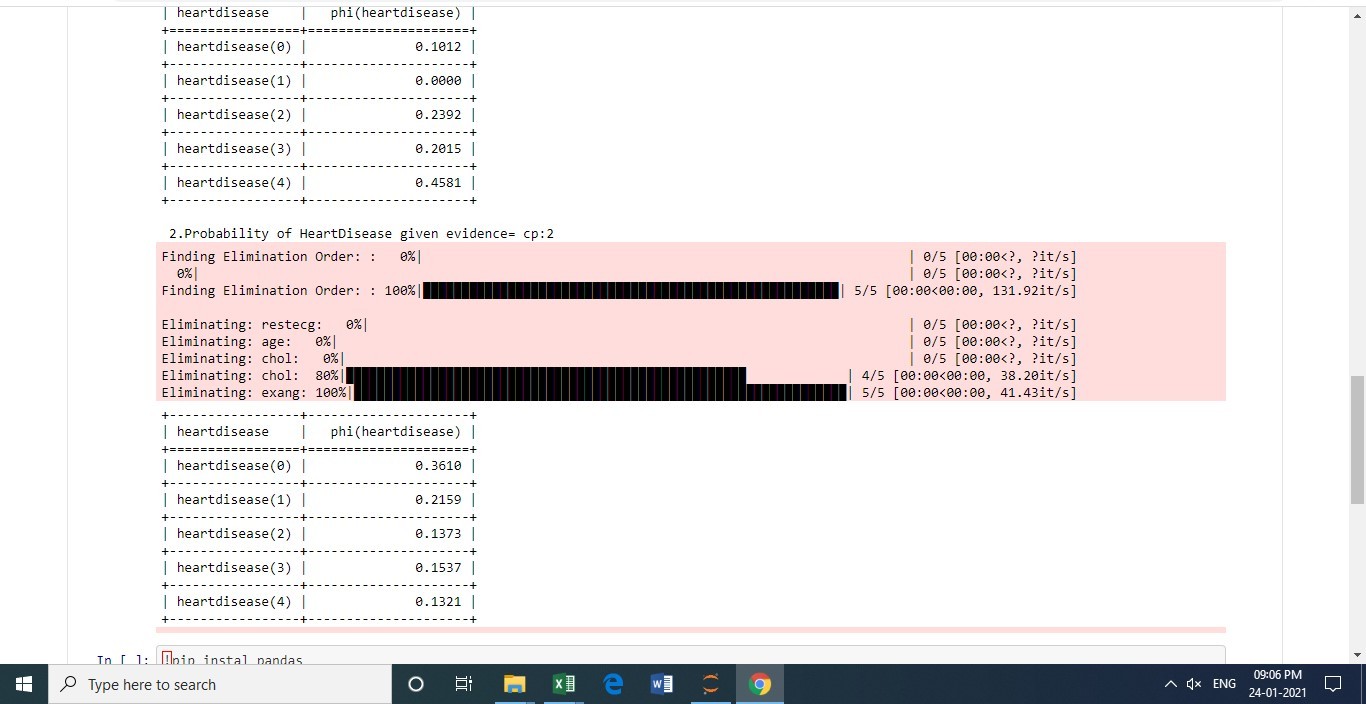 | heartdisease    |   phi(heartdisease) |
+=================+=====================+
| heartdisease(0) |              0.1012 |
+-----------------+---------------------+
| heartdisease(1) |              0.0000 |
+-----------------+---------------------+
| heartdisease(2) |              0.2392 |
+-----------------+---------------------+
| heartdisease(3) |              0.2015 |
+-----------------+---------------------+
| heartdisease(4) |              0.4581 |
+-----------------+---------------------+
2.Probability of HeartDisease given evidence= cp:2
Finding Elimination Order: :   0%| | 0/5 [00:00<?, ?it/s]
0%| | 0/5 [00:00<?, ?it/s]
Finding Elimination Order: : 100%| | 5/5 [00:00<00:00, 131.92it/s]
Eliminating: restecg:   0%| | 0/5 [00:00<?, ?it/s]
Eliminating: age:   0%| | 0/5 [00:00<?, ?it/s]
Eliminating: chol:   0%| | 0/5 [00:00<?, ?it/s]
Eliminating: chol:  80%| | 4/5 [00:00<00:00, 38.20it/s]
Eliminating: exang: 100%| | 5/5 [00:00<00:00, 41.43it/s]
+-----------------+---------------------+
| heartdisease    |   phi(heartdisease) |
+=================+=====================+
| heartdisease(0) |              0.3610 |
+-----------------+---------------------+
| heartdisease(1) |              0.2159 |
+-----------------+---------------------+
| heartdisease(2) |              0.1373 |
+-----------------+---------------------+
| heartdisease(3) |              0.1537 |
+-----------------+---------------------+
| heartdisease(4) |              0.1321 |
+-----------------+---------------------+
In [ ]: !pip instal pandas
Type here to search
ENG
09:06 PM
24-01-2021